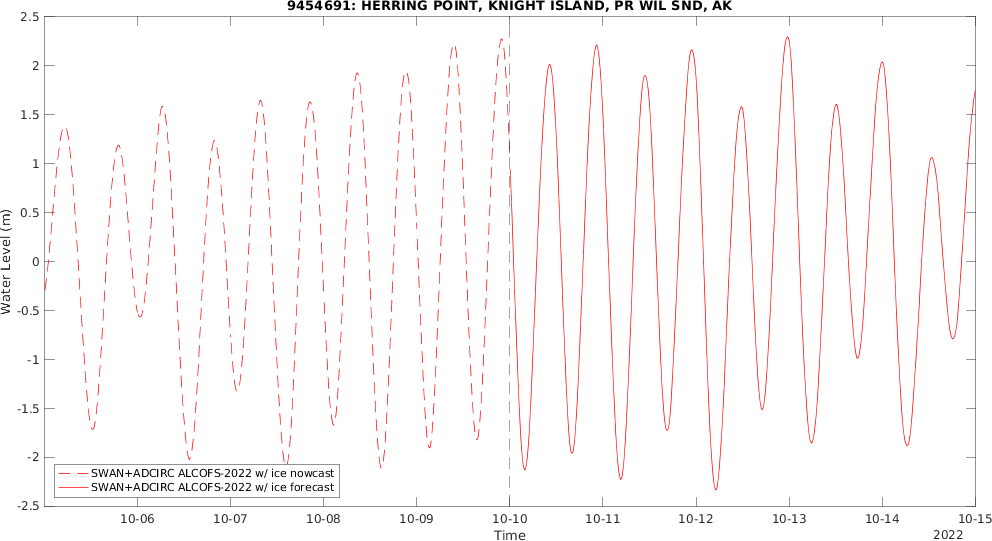 9454691: HERRING POINT, KNIGHT ISLAND, PR WIL SND, AK
2.5
2
1.5
1
0.5
0
-0.5
-1
-1.5
-2
-2.5
Water Level (m)
SWAN+ADCIRC ALCOFS-2022 w/ ice nowcast
SWAN+ADCIRC ALCOFS-2022 w/ ice forecast
10-06 10-07 10-08 10-09 10-10 10-11 10-12 10-13 10-14 10-15
Time
2022